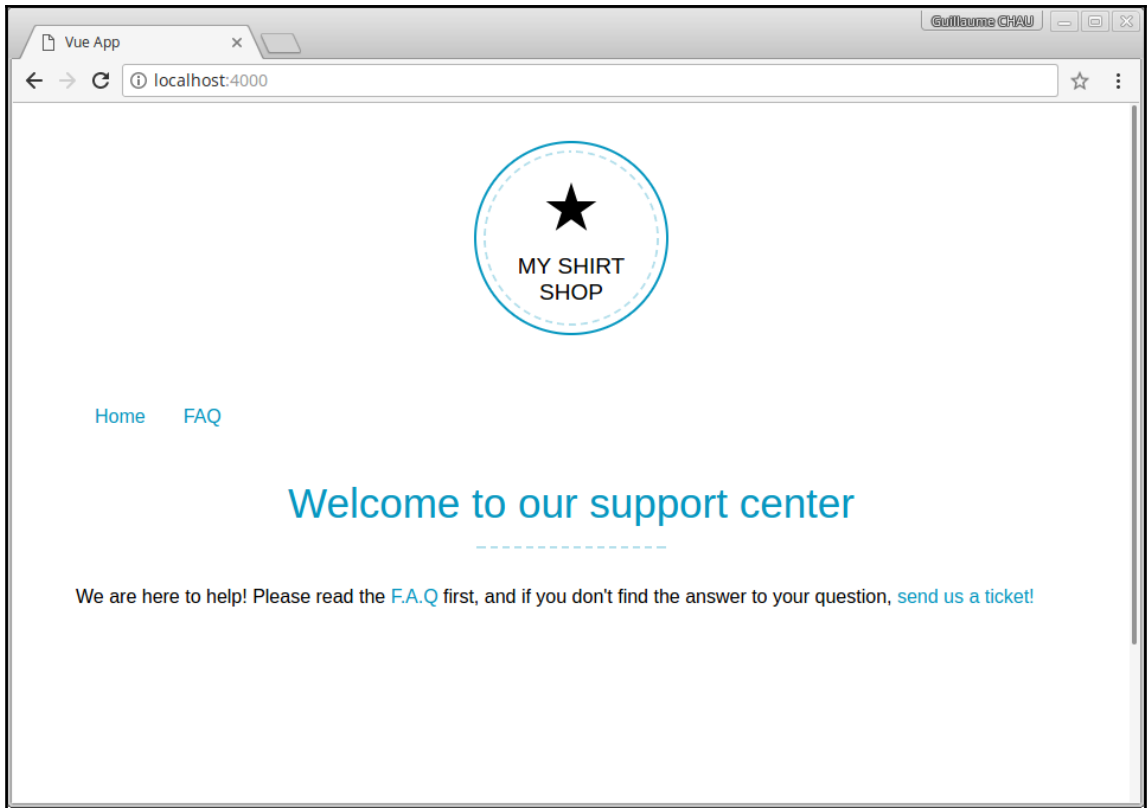 Guillaume CHAU
Vue App
localhost:4000
MY SHIRT
SHOP
Home FAQ
Welcome to our support center
We are here to help! Please read the F.A.Q first, and if you don't find the answer to your question, send us a ticket!